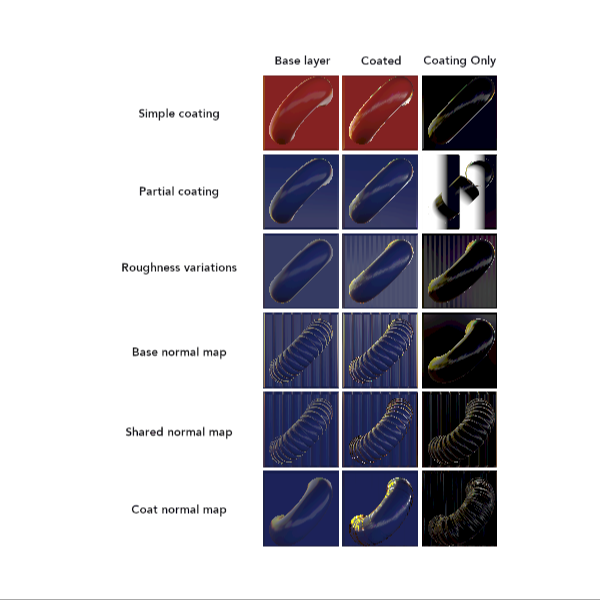 Base layer Coated Coating Only
Simple coating
Partial coating
Roughness variations
Base normal map
Shared normal map
Coat normal map